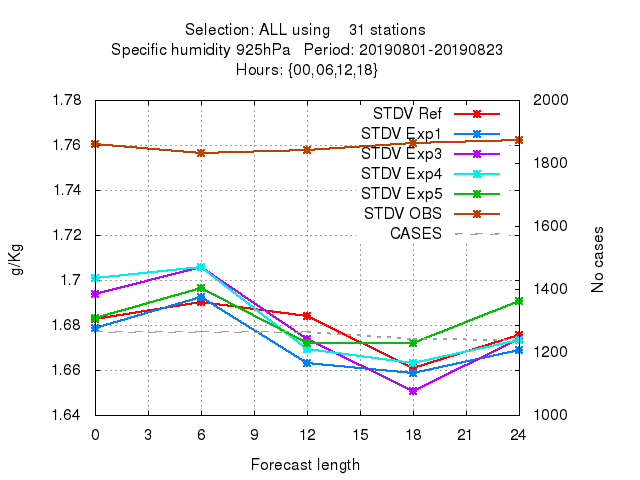 Selection: ALL using    31 stations
Specific humidity 925hPa   Period: 20190801-20190823
Hours: {00,06,12,18}
1.78
1.76
1.74
1.72
1.7
1.68
1.66
1.64
g/Kg
STDV Ref
STDV Exp1
STDV Exp3
STDV Exp4
STDV Exp5
STDV OBS
CASES
2000
1800
1600
1400
1200
1000
No cases
0 3 6 9 12 15 18 21 24
Forecast length